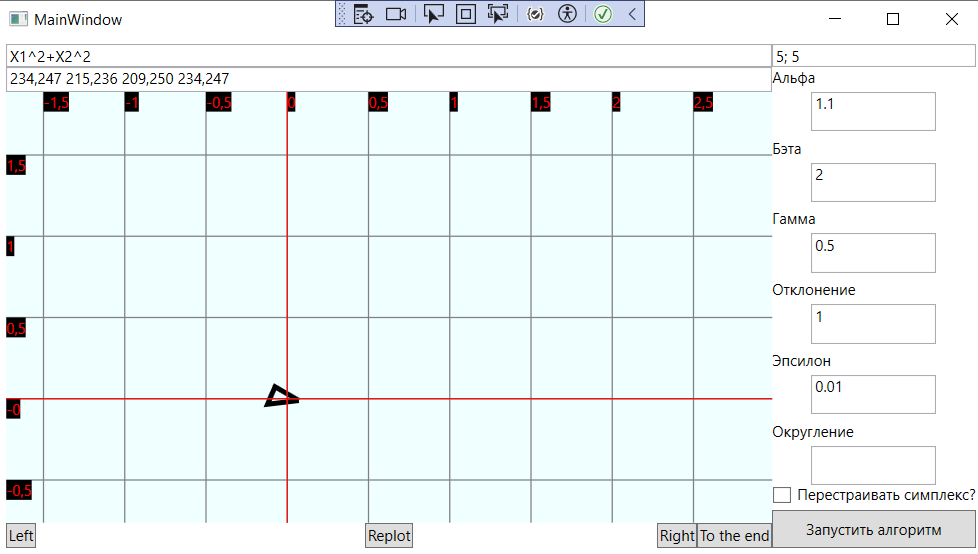 MainWindow
X1^2+X2^2
5; 5
234,247 215,236 209,250 234,247
Альфа
-1,5 -1 -0,5 0 0,5 1 1,5 2 2,5
1.1
Бэта
1,5
2
Гамма
1
0.5
Отклонение
0,5
1
Эпсилон
0.01
-0
Округление
-0,5
Перестраивать симплекс?
Left Replot Right To the end
Запустить алгоритм